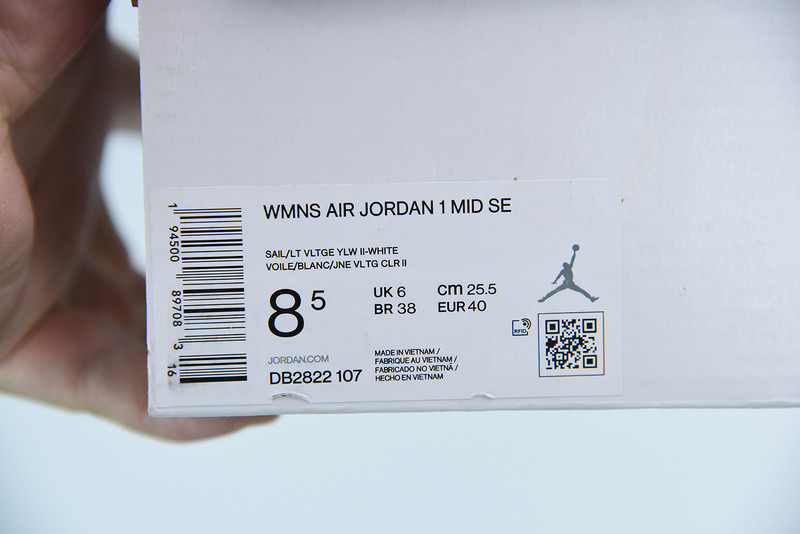 WMNS AIR JORDAN 1 MID SE
SAIL/LT VLTGE YLW II-WHITE
VOILE/BLANC/JNE VLTG CLR II
8 5
UK 6
BR 38
cm 25.5
EUR 40
JORDAN.COM
DB2822 107
MADE IN VIETNAM /
FABRIQUE AU VIETNAM /
FABRICADO NO VIETNÃ /
HECHO EN VIETNAM
RFID
1 94500 89708 3 16